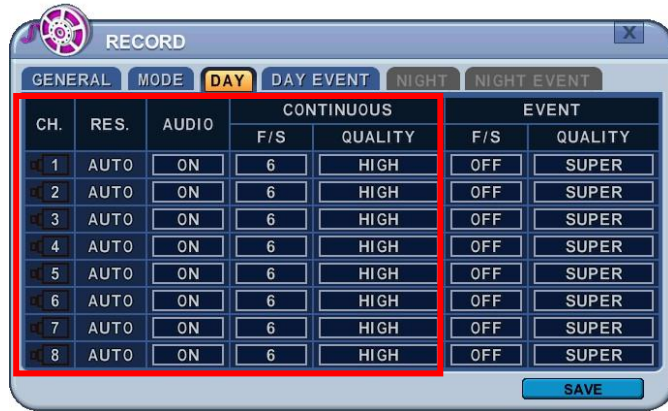 RECORD
X
GENERAL MODE DAY DAY EVENT NIGHT NIGHT EVENT
CH. RES. AUDIO CONTINUOUS EVENT
F/S QUALITY F/S QUALITY
1 AUTO ON 6 HIGH OFF SUPER
2 AUTO ON 6 HIGH OFF SUPER
3 AUTO ON 6 HIGH OFF SUPER
4 AUTO ON 6 HIGH OFF SUPER
5 AUTO ON 6 HIGH OFF SUPER
6 AUTO ON 6 HIGH OFF SUPER
7 AUTO ON 6 HIGH OFF SUPER
8 AUTO ON 6 HIGH OFF SUPER
SAVE